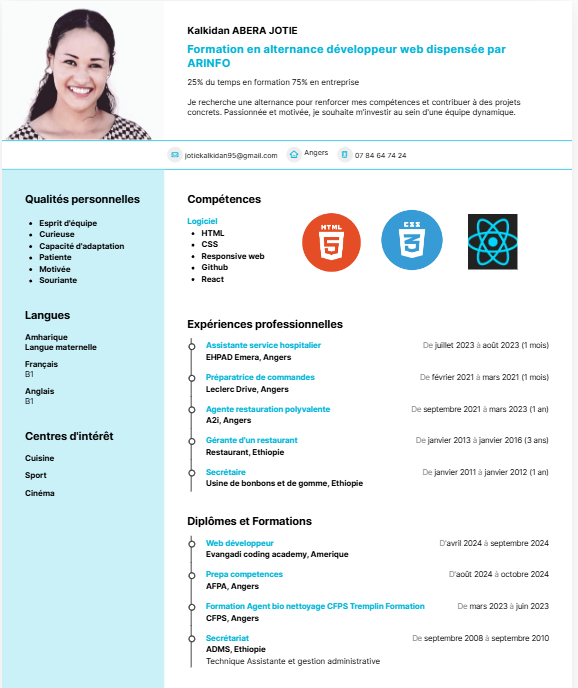 Kalkidan ABERA JOTIE
Formation en alternance développeur web dispensée par
ARINFO
25% du temps en formation 75% en entreprise
Je recherche une alternance pour renforcer mes compétences et contribuer à des projets
concrets. Passionnée et motivée, je souhaite m'investir au sein d'une équipe dynamique.
jotiekalkidan95@gmail.com
Angers
07 84 64 74 24
Qualités personnelles
Esprit d'équipe
Curieuse
Capacité d'adaptation
Patiente
Motivée
Souriante
Langues
Amharique
Langue maternelle
Français
B1
Anglais
B1
Centres d'intérêt
Cuisine
Sport
Cinéma
Compétences
Logiciel
HTML
CSS
Responsive web
Github
React
HTML
5
CSS
3
Expériences professionnelles
Assistante service hospitalier De juillet 2023 à août 2023 (1 mois)
EHPAD Emera, Angers
Préparatrice de commandes De février 2021 à mars 2021 (1 mois)
Leclerc Drive, Angers
Agente restauration polyvalente De septembre 2021 à mars 2023 (1 an)
A2i, Angers
Gérante d'un restaurant De janvier 2013 à janvier 2016 (3 ans)
Restaurant, Ethiopie
Secrétaire De janvier 2011 à janvier 2012 (1 an)
Usine de bonbons et de gomme, Ethiopie
Diplômes et Formations
Web développeur D'avril 2024 à septembre 2024
Evangadi coding academy, Amerique
Prepa competences D'août 2024 à octobre 2024
AFPA, Angers
Formation Agent bio nettoyage CFPS Tremplin Formation De mars 2023 à juin 2023
CFPS, Angers
Secrétariat De septembre 2008 à septembre 2010
ADMS, Ethiopie
Technique Assistante et gestion administrative